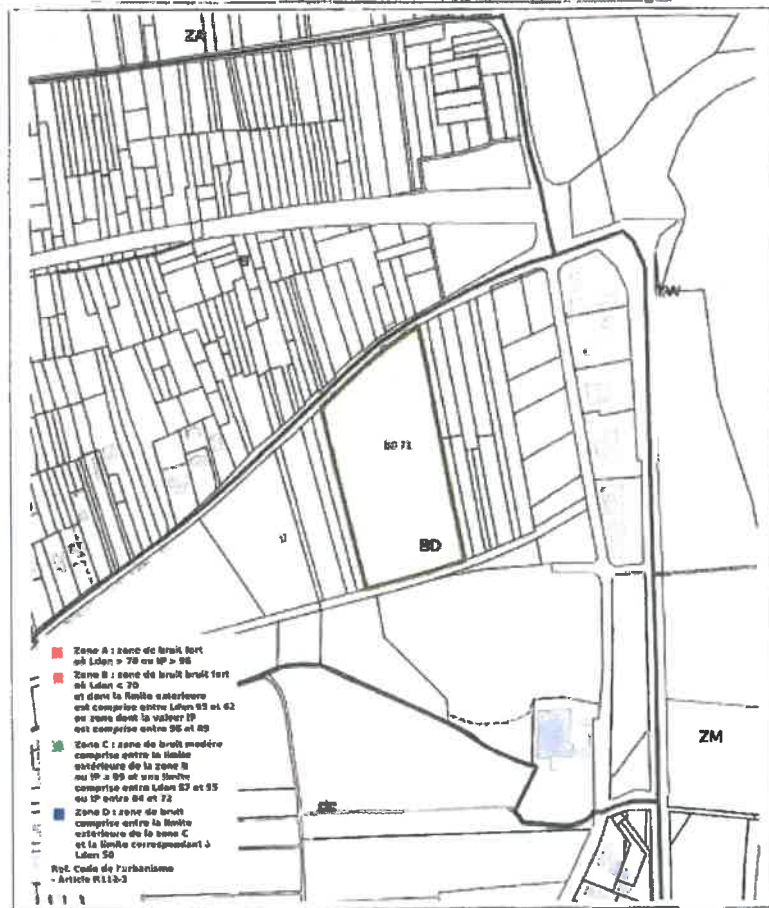 ZA
BD 71
BD
ZM
Zone A : zone de bruit fort
où Lden > 70 ou IP > 96
Zone B : zone de bruit bruit fort
où Lden < 70
et dont la limite extérieure
est comprise entre Lden 65 et 62
ou zone dont la valeur IP
est comprise entre 96 et 89
Zone C : zone de bruit modéré
comprise entre la limite
extérieure de la zone B
ou IP = 89 et une limite
comprise entre Lden 57 et 55
ou IP entre 84 et 72
Zone D : zone de bruit
comprise entre la limite
extérieure de la zone C
et la limite correspondant à
Lden 50
Réf. Code de l'urbanisme
- Article R112-3